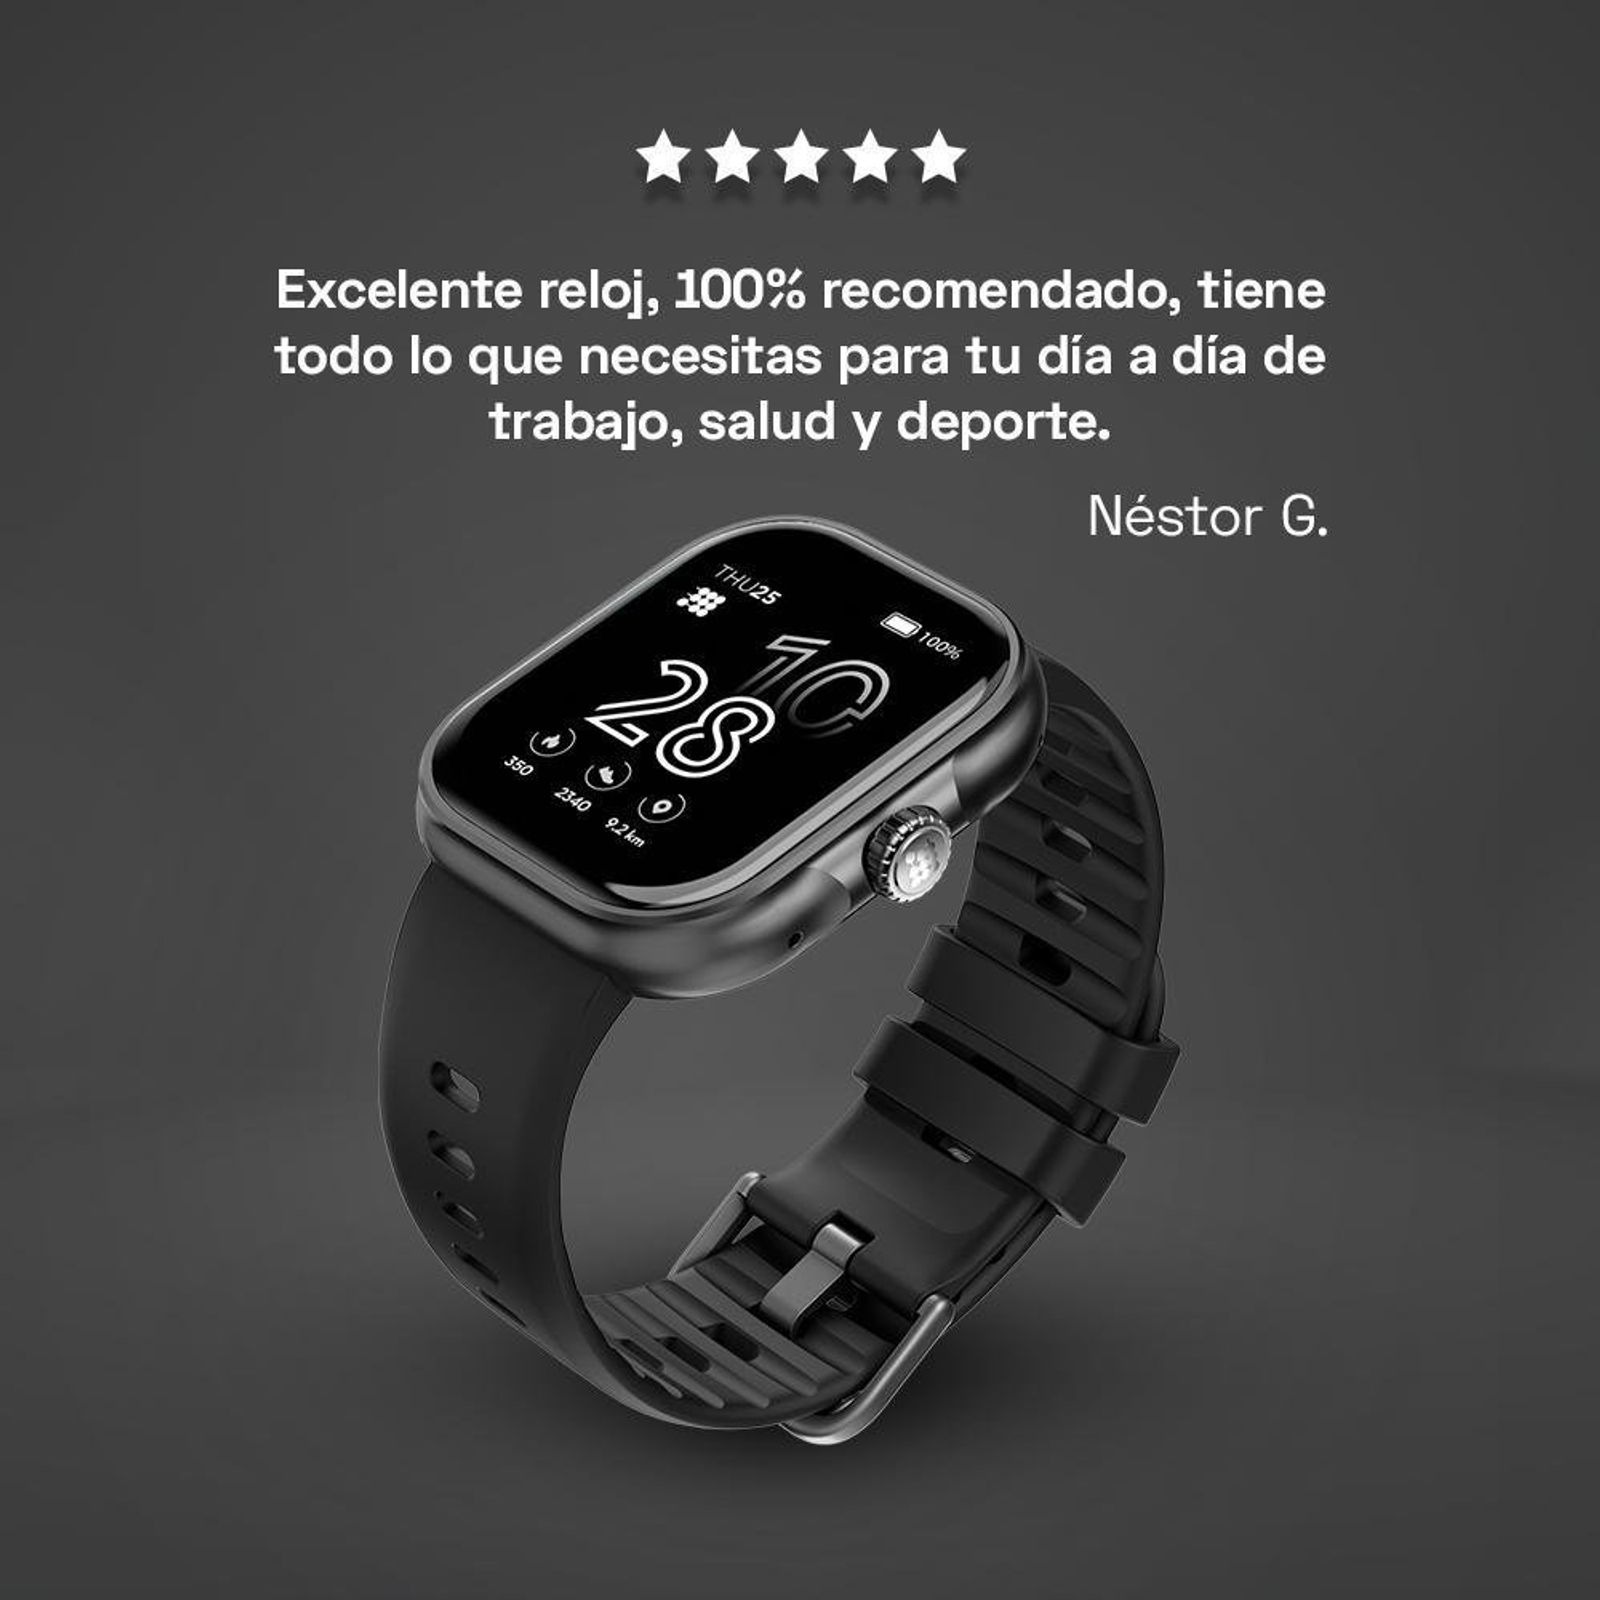 Excelente reloj, 100% recomendado, tiene
todo lo que necesitas para tu día a día de
trabajo, salud y deporte.
Néstor G.
THU25
100%
10
28
350
2340
9.2 km